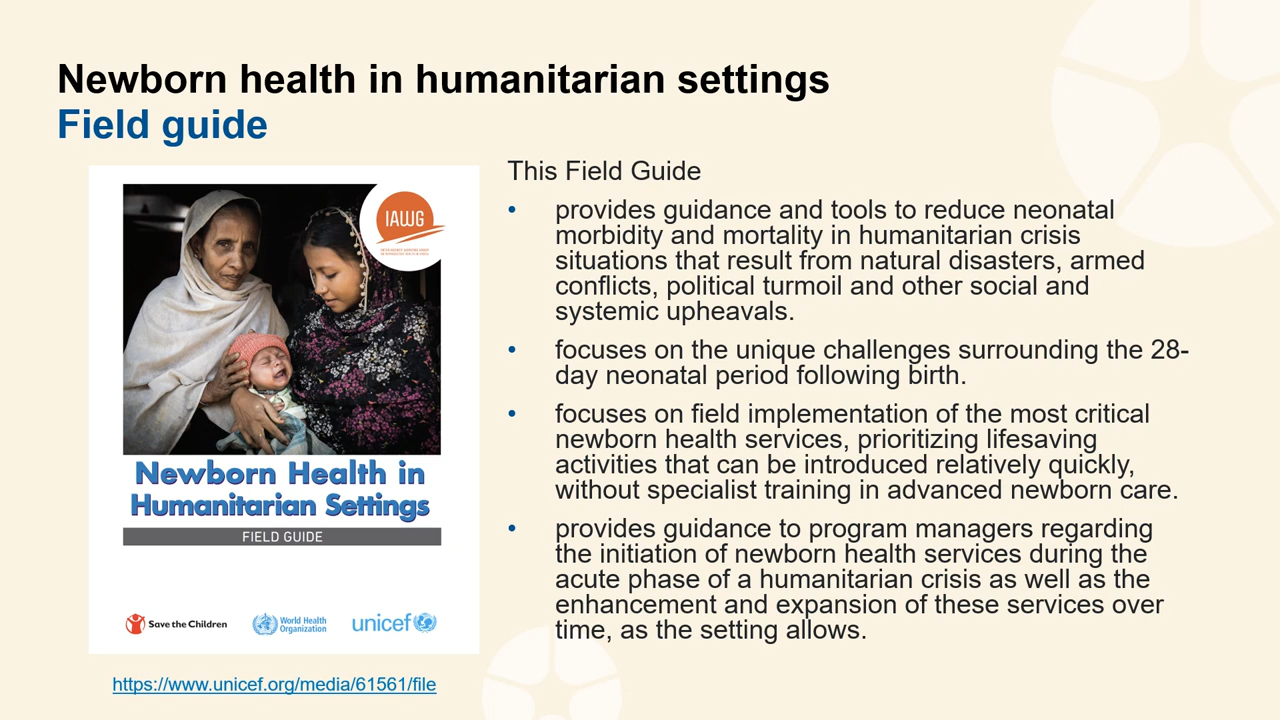 Newborn health in humanitarian settings
Field guide
IAWG
Newborn Health in
Humanitarian Settings
FIELD GUIDE
Save the Children
World Health
Organization
unicef
https://www.unicef.org/media/61561/file
This Field Guide
• provides guidance and tools to reduce neonatal
morbidity and mortality in humanitarian crisis
situations that result from natural disasters, armed
conflicts, political turmoil and other social and
systemic upheavals.
• focuses on the unique challenges surrounding the 28-
day neonatal period following birth.
• focuses on field implementation of the most critical
newborn health services, prioritizing lifesaving
activities that can be introduced relatively quickly,
without specialist training in advanced newborn care.
• provides guidance to program managers regarding
the initiation of newborn health services during the
acute phase of a humanitarian crisis as well as the
enhancement and expansion of these services over
time, as the setting allows.